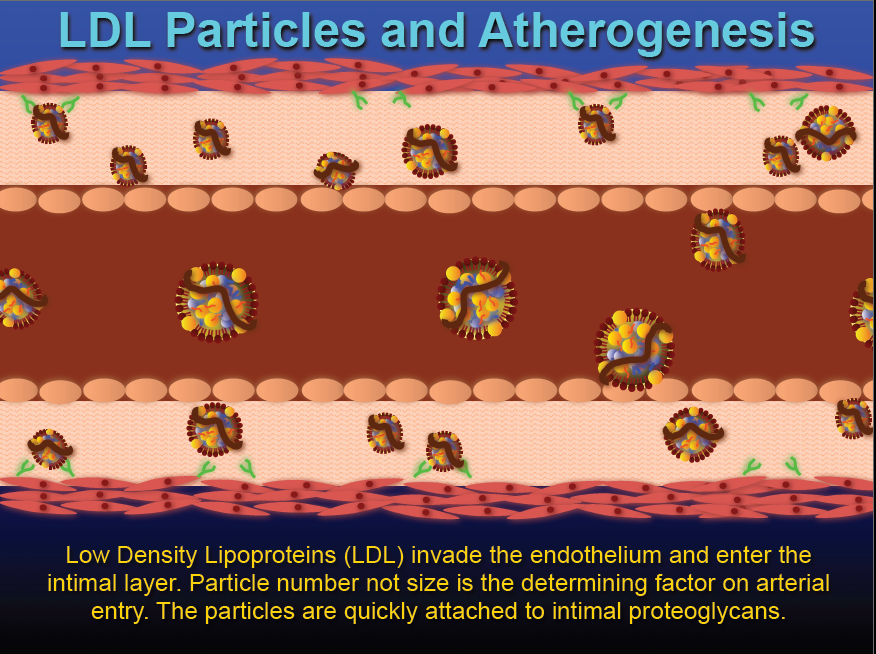 LDL Particles and Atherogenesis
Low Density Lipoproteins (LDL) invade the endothelium and enter the
intimal layer. Particle number not size is the determining factor on arterial
entry. The particles are quickly attached to intimal proteoglycans.